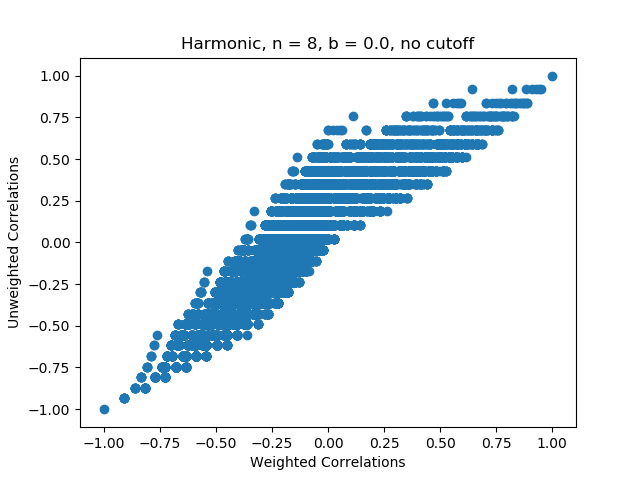 Harmonic, n = 8, b = 0.0, no cutoff
1.00
0.75
0.50
0.25
0.00
−0.25
−0.50
−0.75
−1.00
Unweighted Correlations
−1.00 −0.75 −0.50 −0.25 0.00 0.25 0.50 0.75 1.00
Weighted Correlations